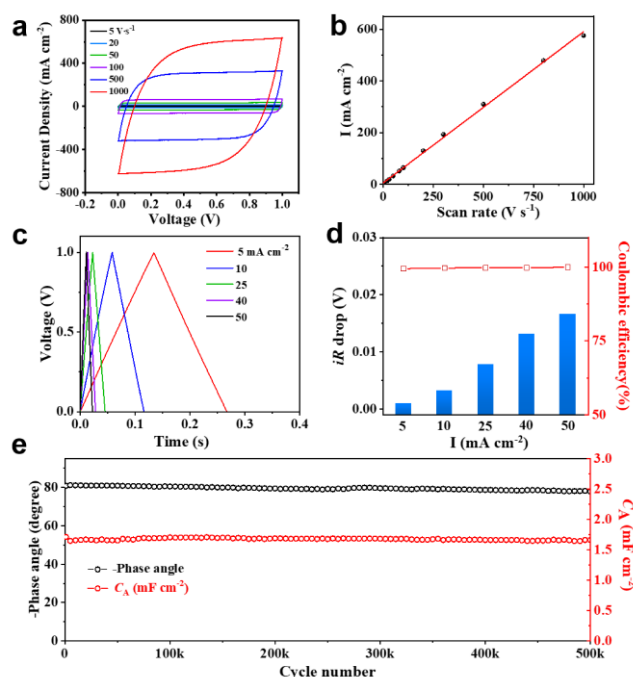 a
Current Density (mA cm⁻²)
800
400
0
-400
-800
5 V·s⁻¹
20
50
100
500
1000
-0.2 0.0 0.2 0.4 0.6 0.8 1.0
Voltage (V)
b
I (mA cm⁻²)
600
400
200
0
0 250 500 750 1000
Scan rate (V s⁻¹)
c
Voltage (V)
1.0
0.5
0.0
5 mA cm⁻²
10
25
40
50
0.0 0.1 0.2 0.3 0.4
Time (s)
d
iR drop (V)
0.03
0.02
0.01
0.00
Coulombic efficiency(%)
100
75
50
5 10 25 40 50
I (mA cm⁻²)
e
-Phase angle (degree)
80
60
40
20
0
-Phase angle
C_A (mF cm⁻²)
C_A (mF cm⁻²)
3.0
2.5
2.0
1.5
1.0
0.5
0.0
0 100k 200k 300k 400k 500k
Cycle number